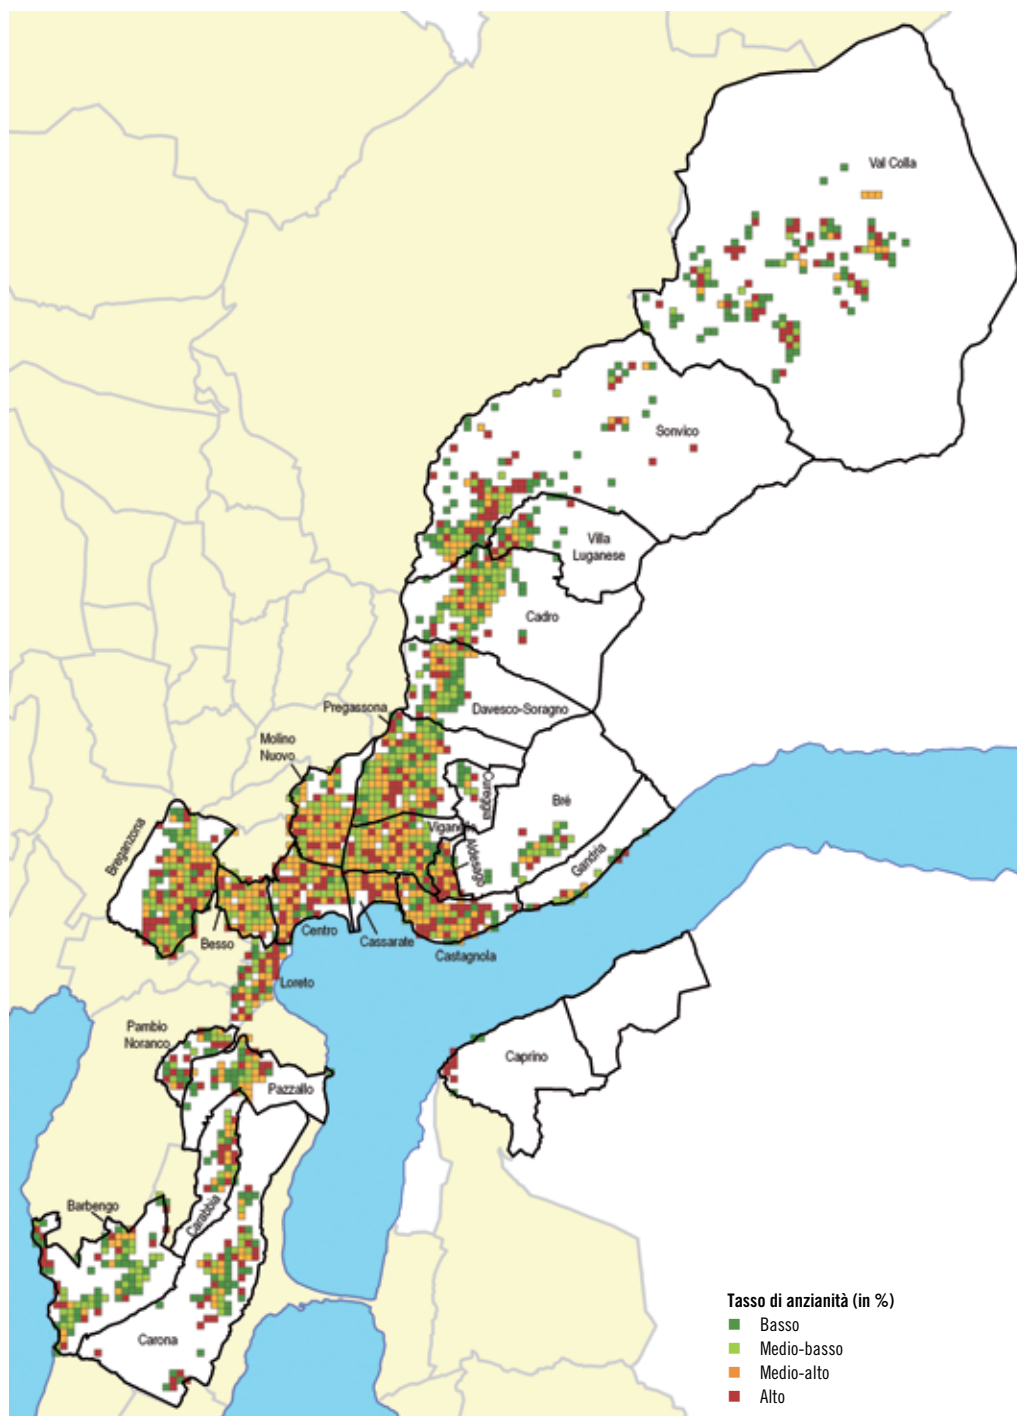 Val Colla
Sonvico
Villa
Luganese
Cadro
Davesco-Soragno
Pregassona
Molino
Nuovo
Cureggia
Bré
Viganello
Aldesago
Gandria
Breganzona
Besso
Centro
Cassarate
Castagnola
Loreto
Pambio
Noranco
Pazzallo
Caprino
Carabbia
Barbengo
Carona
Tasso di anzianità (in %)
Basso
Medio-basso
Medio-alto
Alto